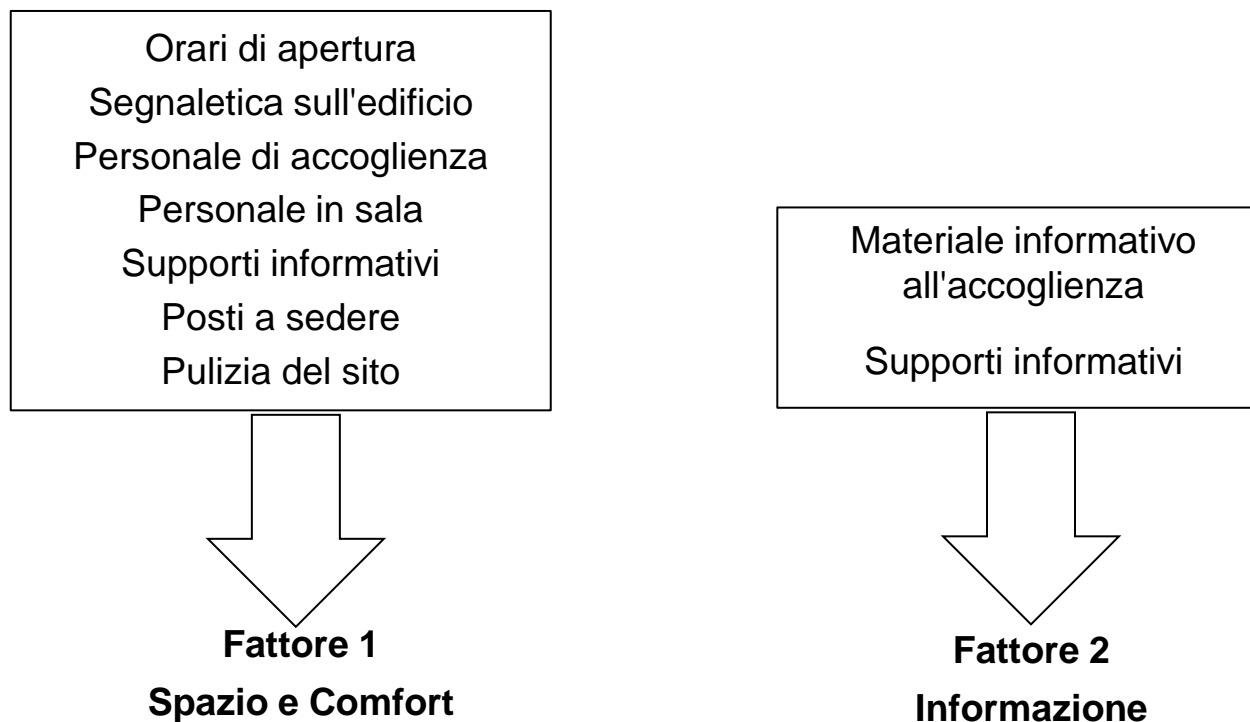 Orari di apertura
Segnaletica sull'edificio
Personale di accoglienza
Personale in sala
Supporti informativi
Posti a sedere
Pulizia del sito
Materiale informativo
all'accoglienza
Supporti informativi
Fattore 1
Spazio e Comfort
Fattore 2
Informazione